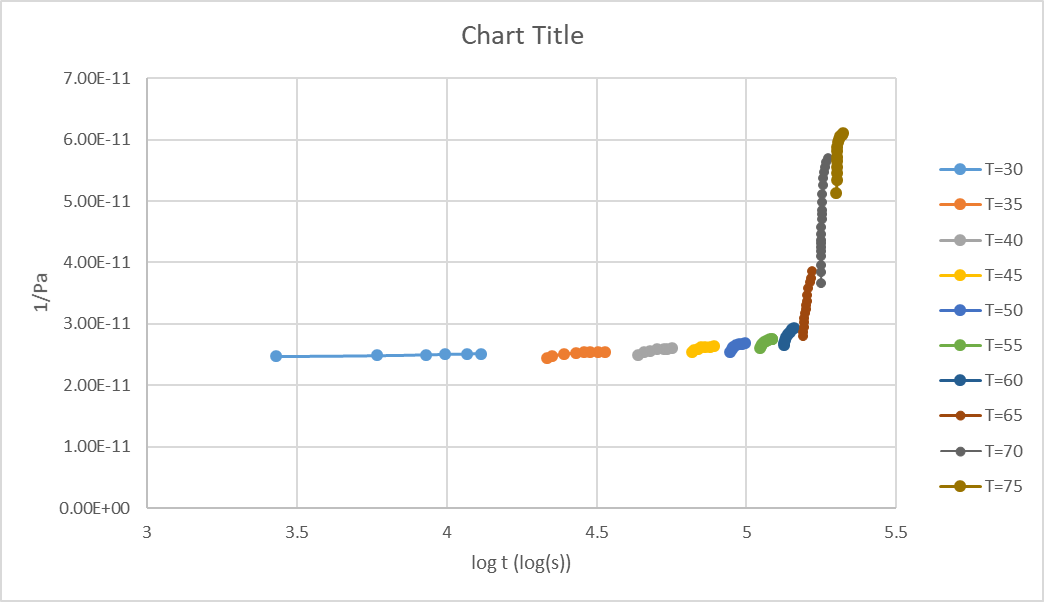 Chart Title
7.00E-11
6.00E-11
5.00E-11
4.00E-11
3.00E-11
2.00E-11
1.00E-11
0.00E+00
1/Pa
3
3.5
4
4.5
5
5.5
log t (log(s))
T=30
T=35
T=40
T=45
T=50
T=55
T=60
T=65
T=70
T=75